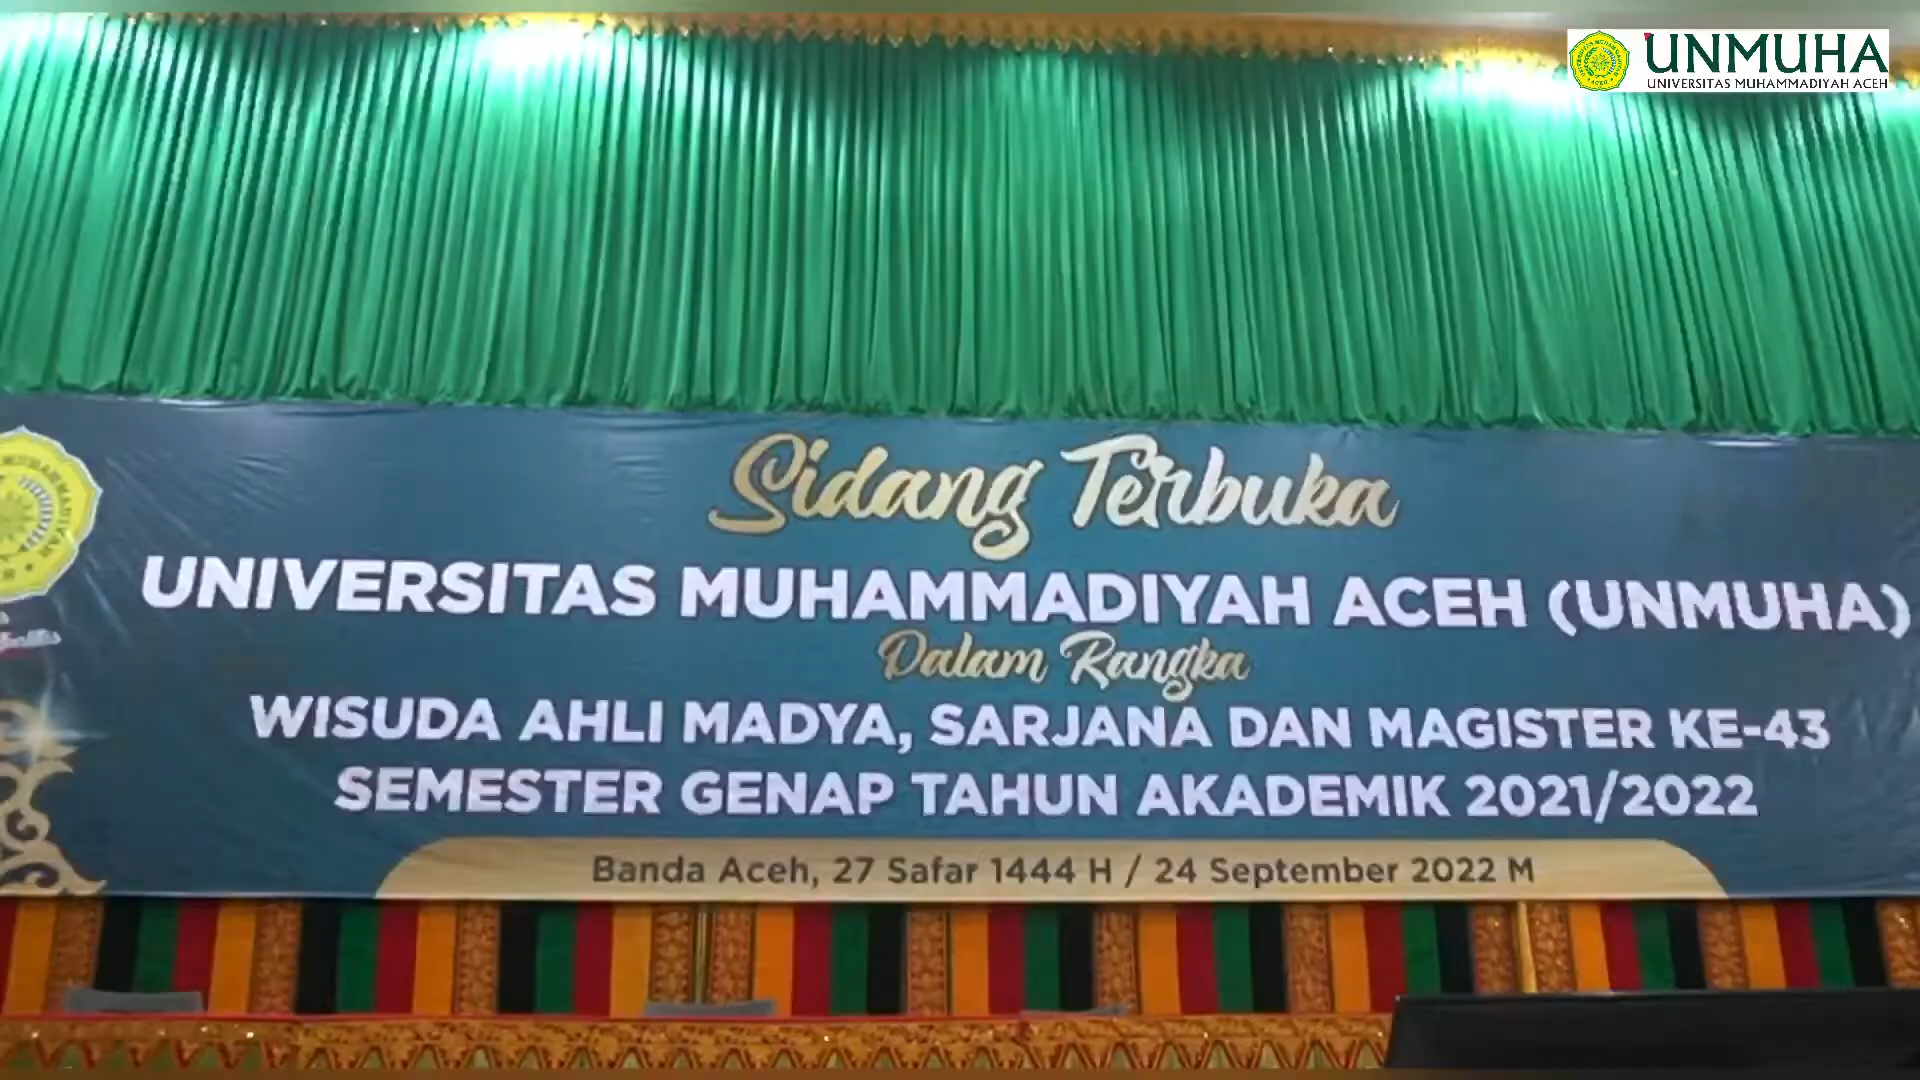 UNMUHA
UNIVERSITAS MUHAMMADIYAH ACEH
Sidang Terbuka
UNIVERSITAS MUHAMMADIYAH ACEH (UNMUHA)
Dalam Rangka
WISUDA AHLI MADYA, SARJANA DAN MAGISTER KE-43
SEMESTER GENAP TAHUN AKADEMIK 2021/2022
Banda Aceh, 27 Safar 1444 H / 24 September 2022 M